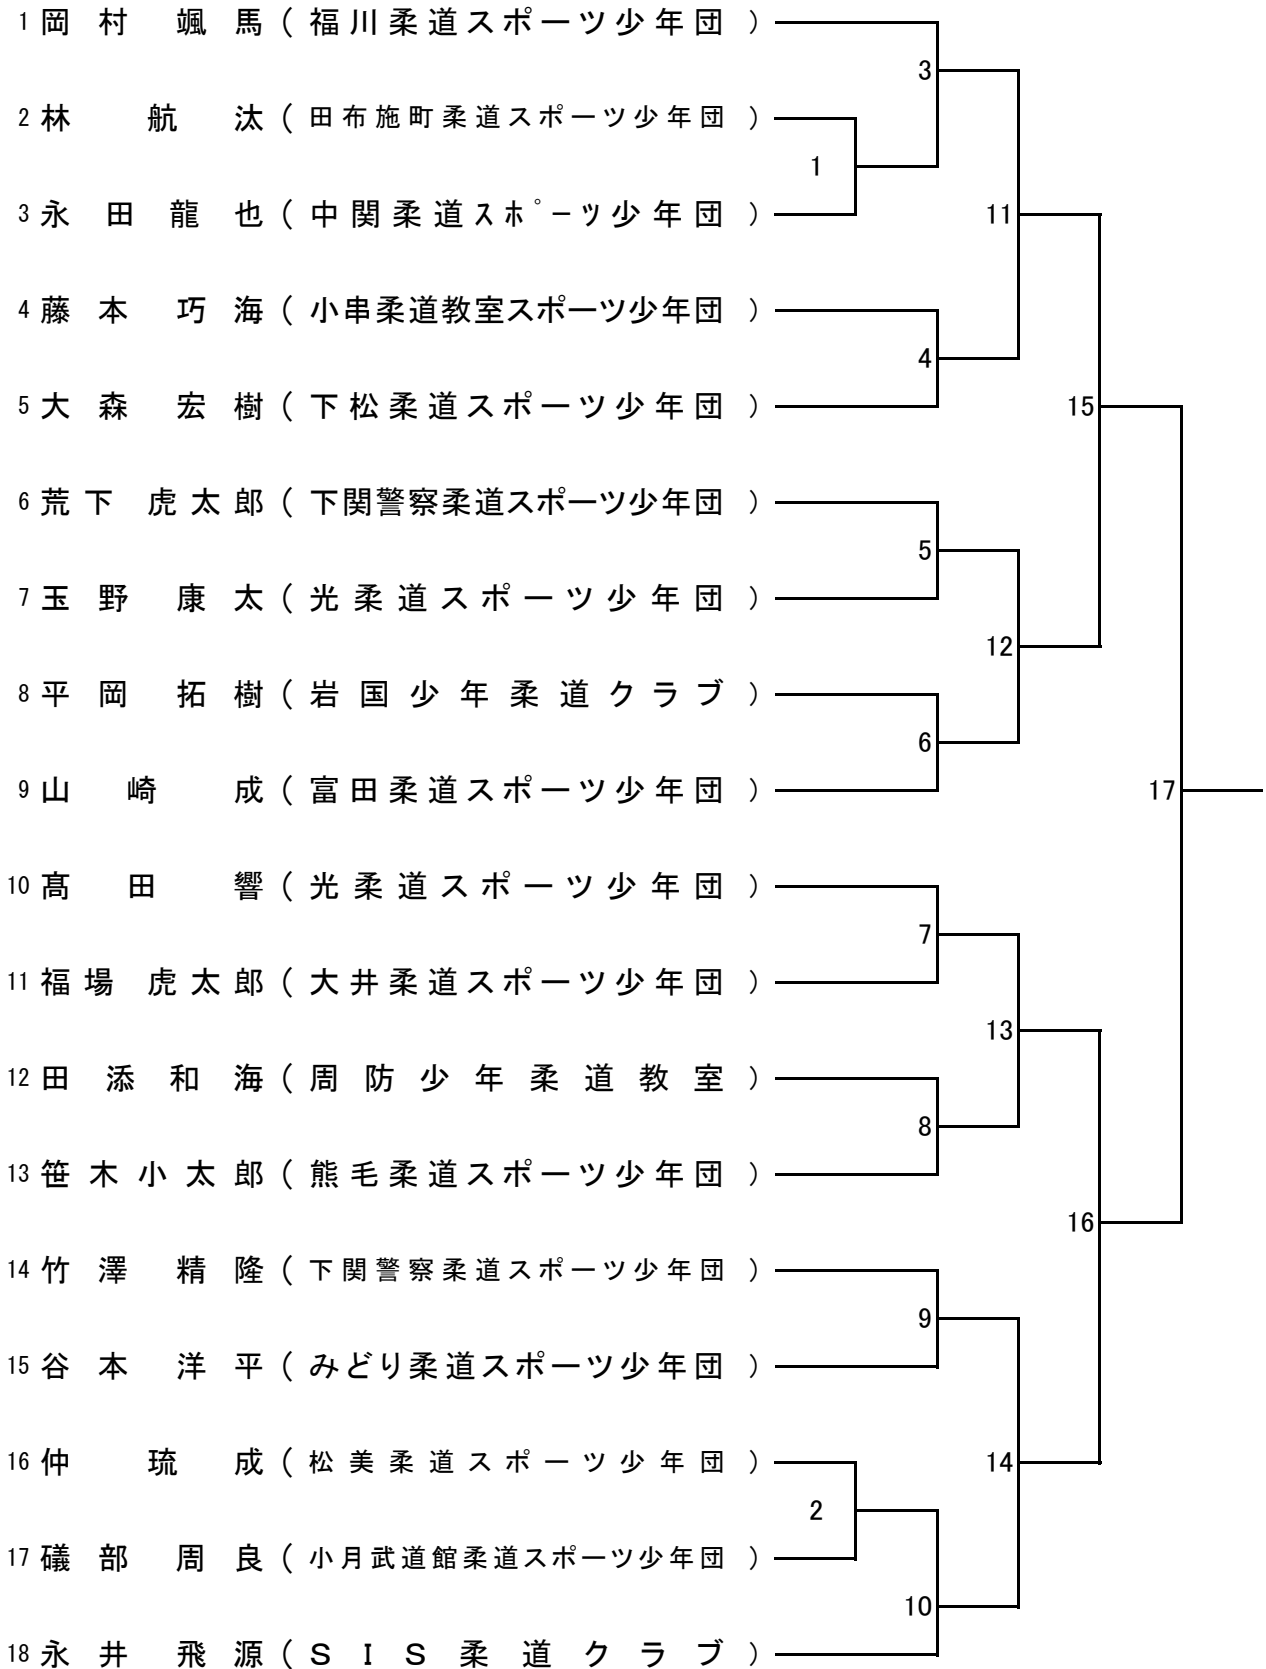 1 岡村 颯馬 (福川柔道スポーツ少年団)
3
2 林 航汰 (田布施町柔道スポーツ少年団)
1
3 永田龍也 (中関柔道スポーツ少年団)
11
4 藤本 巧海 (小串柔道教室スポーツ少年団)
4
5 大森 宏樹 (下松柔道スポーツ少年団)
15
6 荒下 虎太郎 (下関警察柔道スポーツ少年団)
5
7 玉野 康太 (光柔道スポーツ少年団)
12
8 平岡 拓樹 (岩国少年柔道クラブ)
6
9 山崎 成 (富田柔道スポーツ少年団)
17
10 髙田 響 (光柔道スポーツ少年団)
7
11 福場 虎太郎 (大井柔道スポーツ少年団)
13
12 田添和海 (周防少年柔道教室)
8
13 笹木小太郎 (熊毛柔道スポーツ少年団)
16
14 竹澤 精隆 (下関警察柔道スポーツ少年団)
9
15 谷本 洋平 (みどり柔道スポーツ少年団)
16 仲 琉成 (松美柔道スポーツ少年団)
14
2
17 礒部 周良 (小月武道館柔道スポーツ少年団)
10
18 永井 飛源 (SIS柔道クラブ)